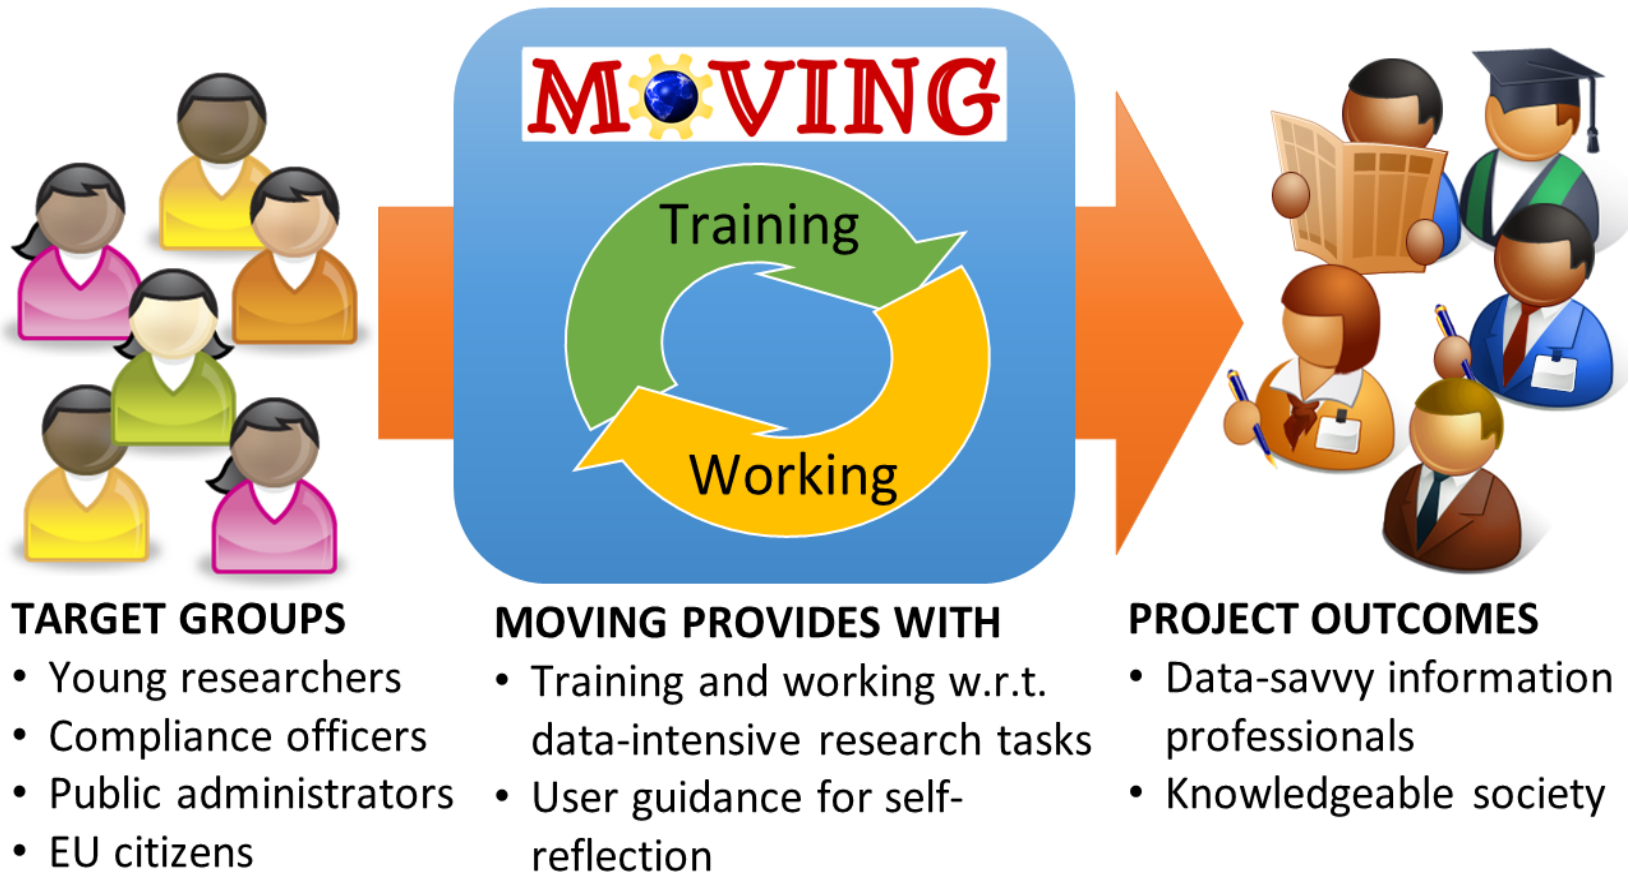 MOVING
Training
Working
TARGET GROUPS
• Young researchers
• Compliance officers
• Public administrators
• EU citizens
MOVING PROVIDES WITH
• Training and working w.r.t.
data-intensive research tasks
• User guidance for self-
reflection
PROJECT OUTCOMES
• Data-savvy information
professionals
• Knowledgeable society